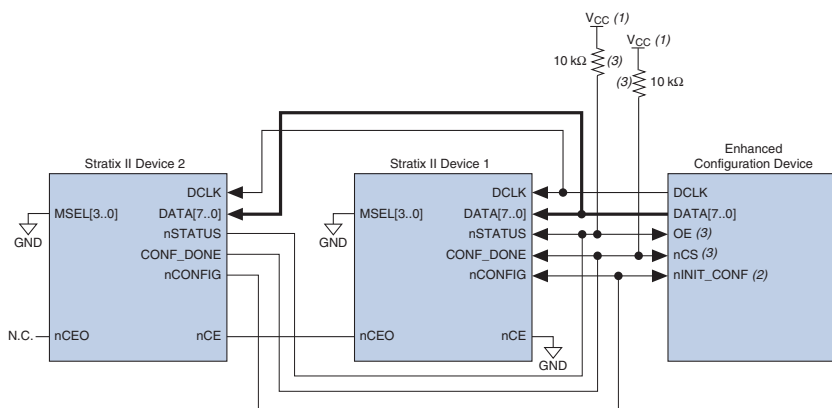 VCC (1)
VCC (1)
10 kΩ
(3)
(3)
10 kΩ
Stratix II Device 2
Stratix II Device 1
Enhanced
Configuration Device
DCLK
DCLK
DCLK
MSEL[3..0]
DATA[7..0]
MSEL[3..0]
DATA[7..0]
DATA[7..0]
GND
nSTATUS
GND
nSTATUS
OE (3)
CONF_DONE
CONF_DONE
nCS (3)
nCONFIG
nCONFIG
nINIT_CONF (2)
N.C.
nCEO
nCE
nCEO
nCE
GND